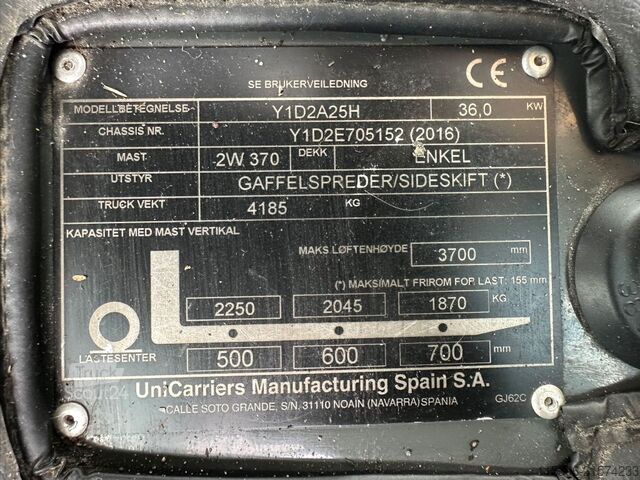 SE BRUKERVEILEDNING
CE
MODELLBETEGNELSE Y1D2A25H 36,0 KW
CHASSIS NR. Y1D2E705152 (2016)
MAST 2W 370 DEKK ENKEL
UTSTYR GAFFELSPREDER/SIDESKIFT (*)
TRUCK VEKT 4185 KG
KAPASITET MED MAST VERTIKAL
MAKS LØFTENHØYDE 3700 mm
(*) MAKSIMALT FRIROM FOR LAST: 155 mm
2250 2045 1870 KG
LASTESENTER 500 600 700 mm
UniCarriers Manufacturing Spain S.A.
CALLE SOTO GRANDE, S/N. 31110 NOAIN (NAVARRA) SPANIA GJ62C